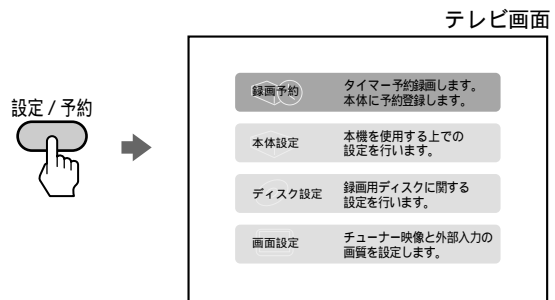 テレビ画面
設定 / 予約
録画予約
タイマー予約録画します。
本体に予約登録します。
本体設定
本機を使用する上での
設定を行います。
ディスク設定
録画用ディスクに関する
設定を行います。
画面設定
チューナー映像と外部入力の
画質を設定します。